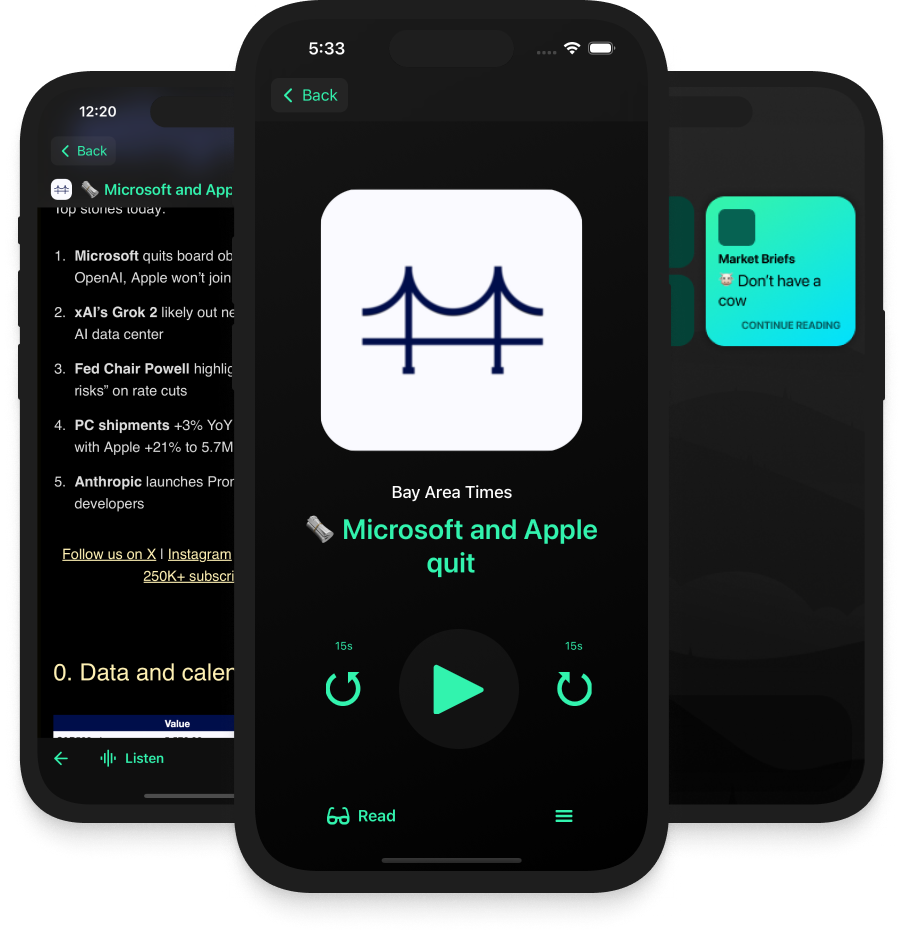 12:20
Back
Microsoft and App
Top stories today:
1. Microsoft quits board ob
OpenAI, Apple won't join
2. xAI's Grok 2 likely out ne
AI data center
3. Fed Chair Powell highlig
risks" on rate cuts
4. PC shipments +3% YoY
with Apple +21% to 5.7M
5. Anthropic launches Pror
developers
Follow us on X | Instagram
250K+ subscri
0. Data and calen
Value
Listen
5:33
Back
Bay Area Times
Microsoft and Apple
quit
15s
15s
Read
Market Briefs
Don't have a
cow
CONTINUE READING